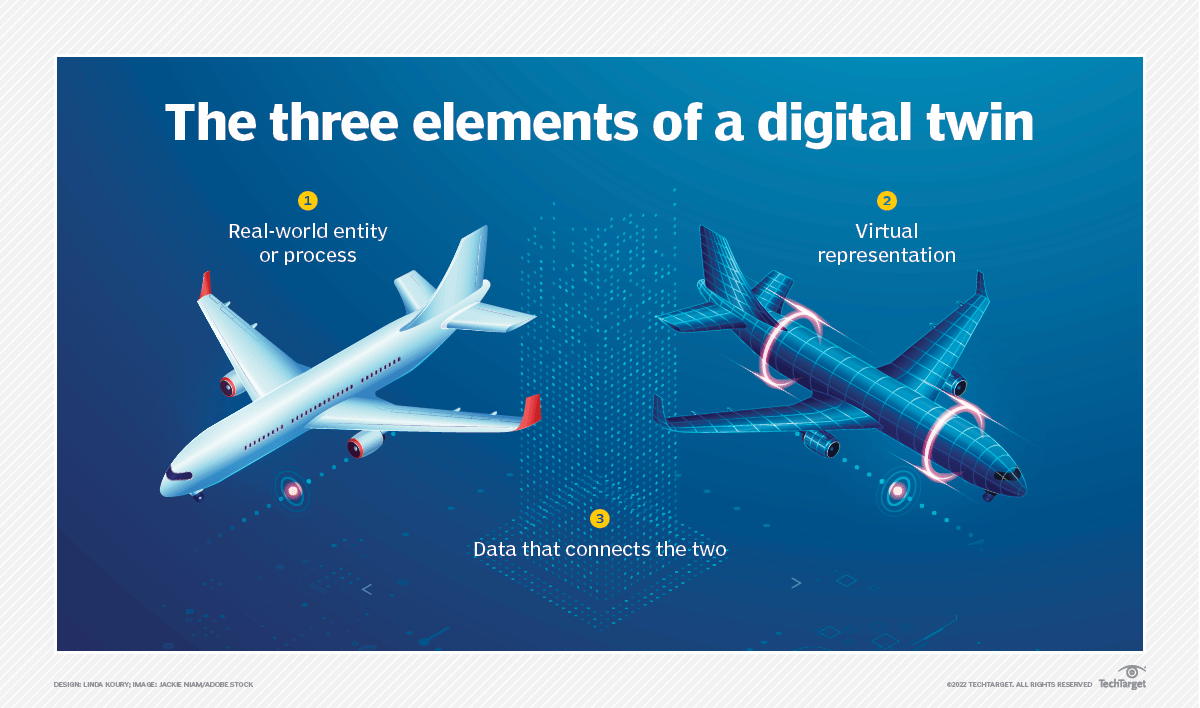 The three elements of a digital twin
1
Real-world entity
or process
2
Virtual
representation
3
Data that connects the two
<
>
DESIGN: LINDA KOURY; IMAGE: JACKIE NIAM/ADOBE STOCK
©2022 TECHTARGET. ALL RIGHTS RESERVED
TechTarget